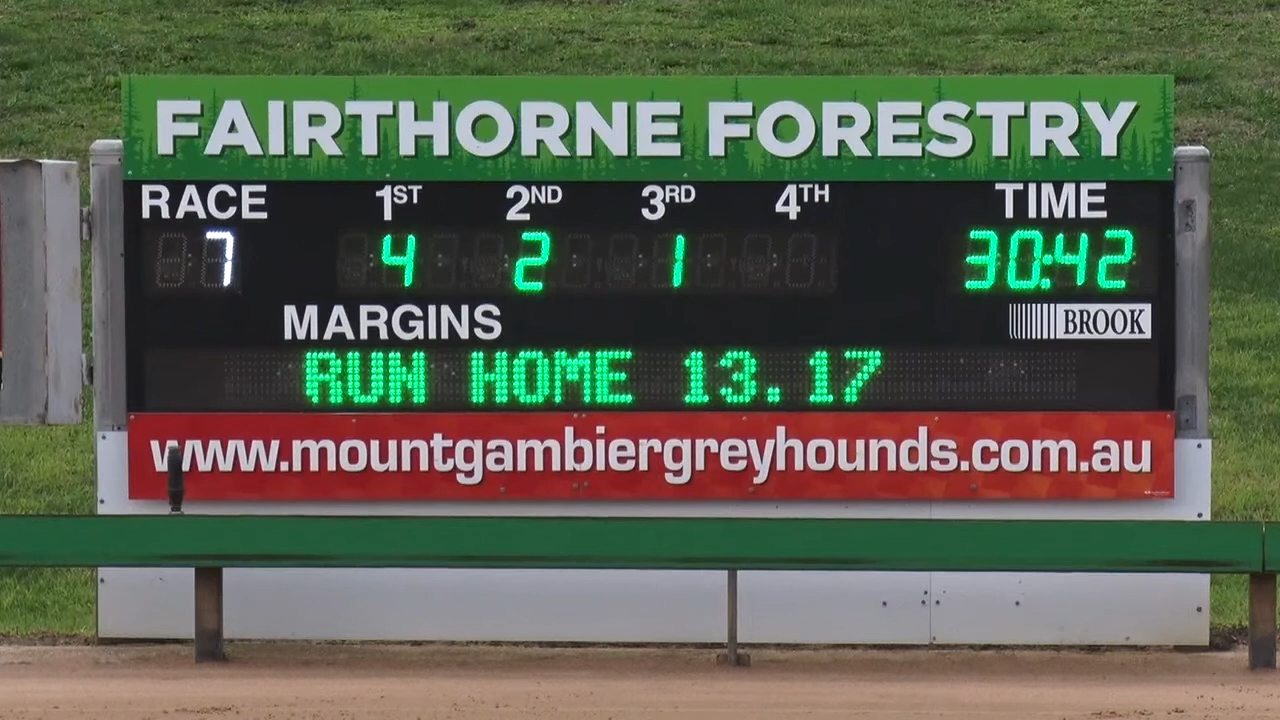 FAIRTHORNE FORESTRY
RACE 1ST 2ND 3RD 4TH TIME
7 4 2 1 30:42
MARGINS BROOK
RUN HOME 13.17
www.mountgambiergreyhounds.com.au